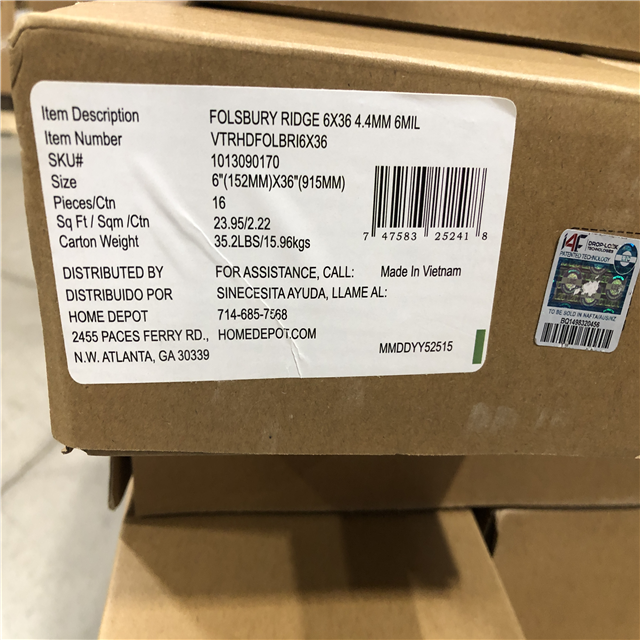 Item Description FOLSBURY RIDGE 6X36 4.4MM 6MIL
Item Number VTRHDFOLBRI6X36
SKU# 1013090170
Size 6"(152MM)X36"(915MM)
Pieces/Ctn 16
Sq Ft / Sqm /Ctn 23.95/2.22
Carton Weight 35.2LBS/15.96kgs
7 47583 25241 8
DISTRIBUTED BY FOR ASSISTANCE, CALL: Made In Vietnam
DISTRIBUIDO POR SINECESITA AYUDA, LLAME AL:
HOME DEPOT 714-685-7568
2455 PACES FERRY RD., HOMEDEPOT.COM
N.W. ATLANTA, GA 30339 MMDDYY52515
I4F DROP-LOCK
TECHNOLOGIES
PATENTED TECHNOLOGY
TO BE SOLD IN NAFTA/AUS/NZ
BO1498320456